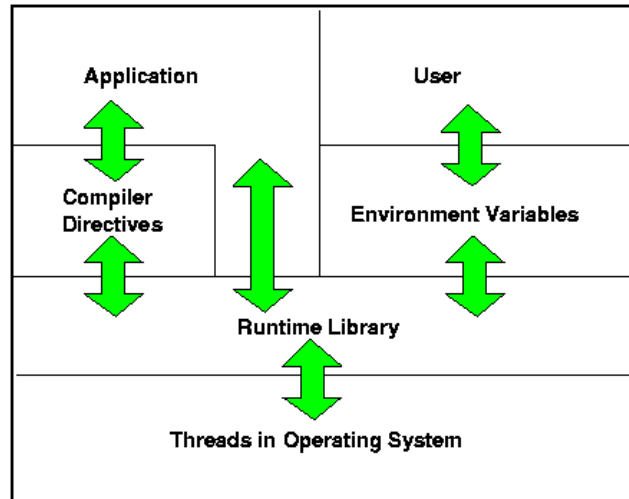 Application
User
Compiler
Directives
Environment Variables
Runtime Library
Threads in Operating System